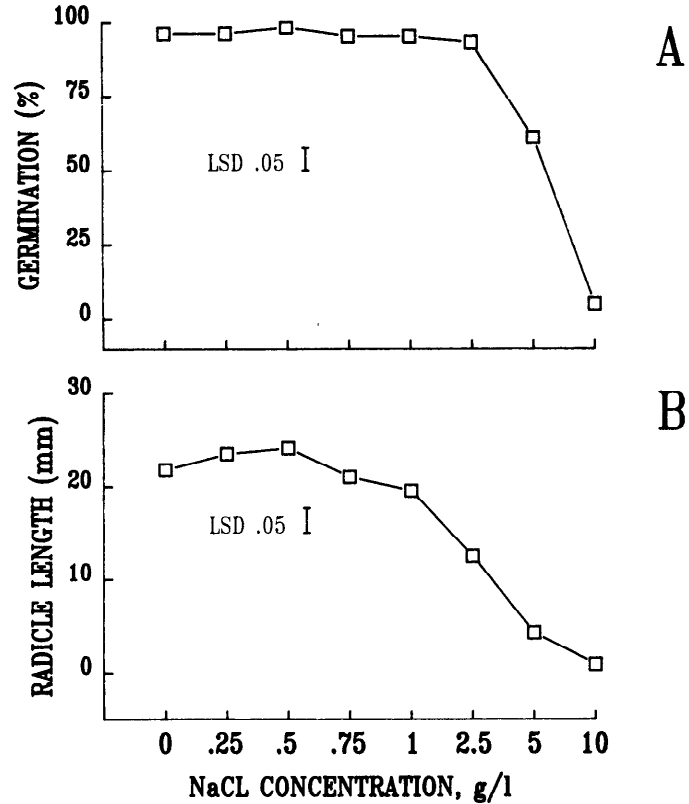 A
100
75
50
25
0
GERMINATION (%)
LSD .05
B
30
20
10
0
RADICLE LENGTH (mm)
LSD .05
0 .25 .5 .75 1 2.5 5 10
NaCL CONCENTRATION, g/l